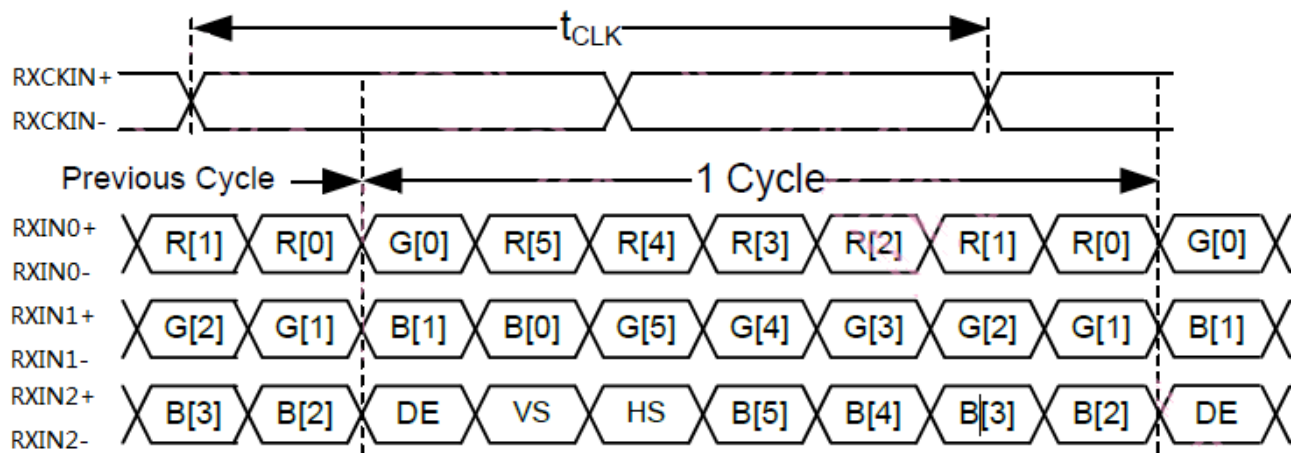 tCLK
RXCKIN+
RXCKIN-
Previous Cycle
1 Cycle
RXIN0+
R[1] R[0] G[0] R[5] R[4] R[3] R[2] R[1] R[0] G[0]
RXIN0-
RXIN1+
G[2] G[1] B[1] B[0] G[5] G[4] G[3] G[2] G[1] B[1]
RXIN1-
RXIN2+
B[3] B[2] DE VS HS B[5] B[4] B[3] B[2] DE
RXIN2-